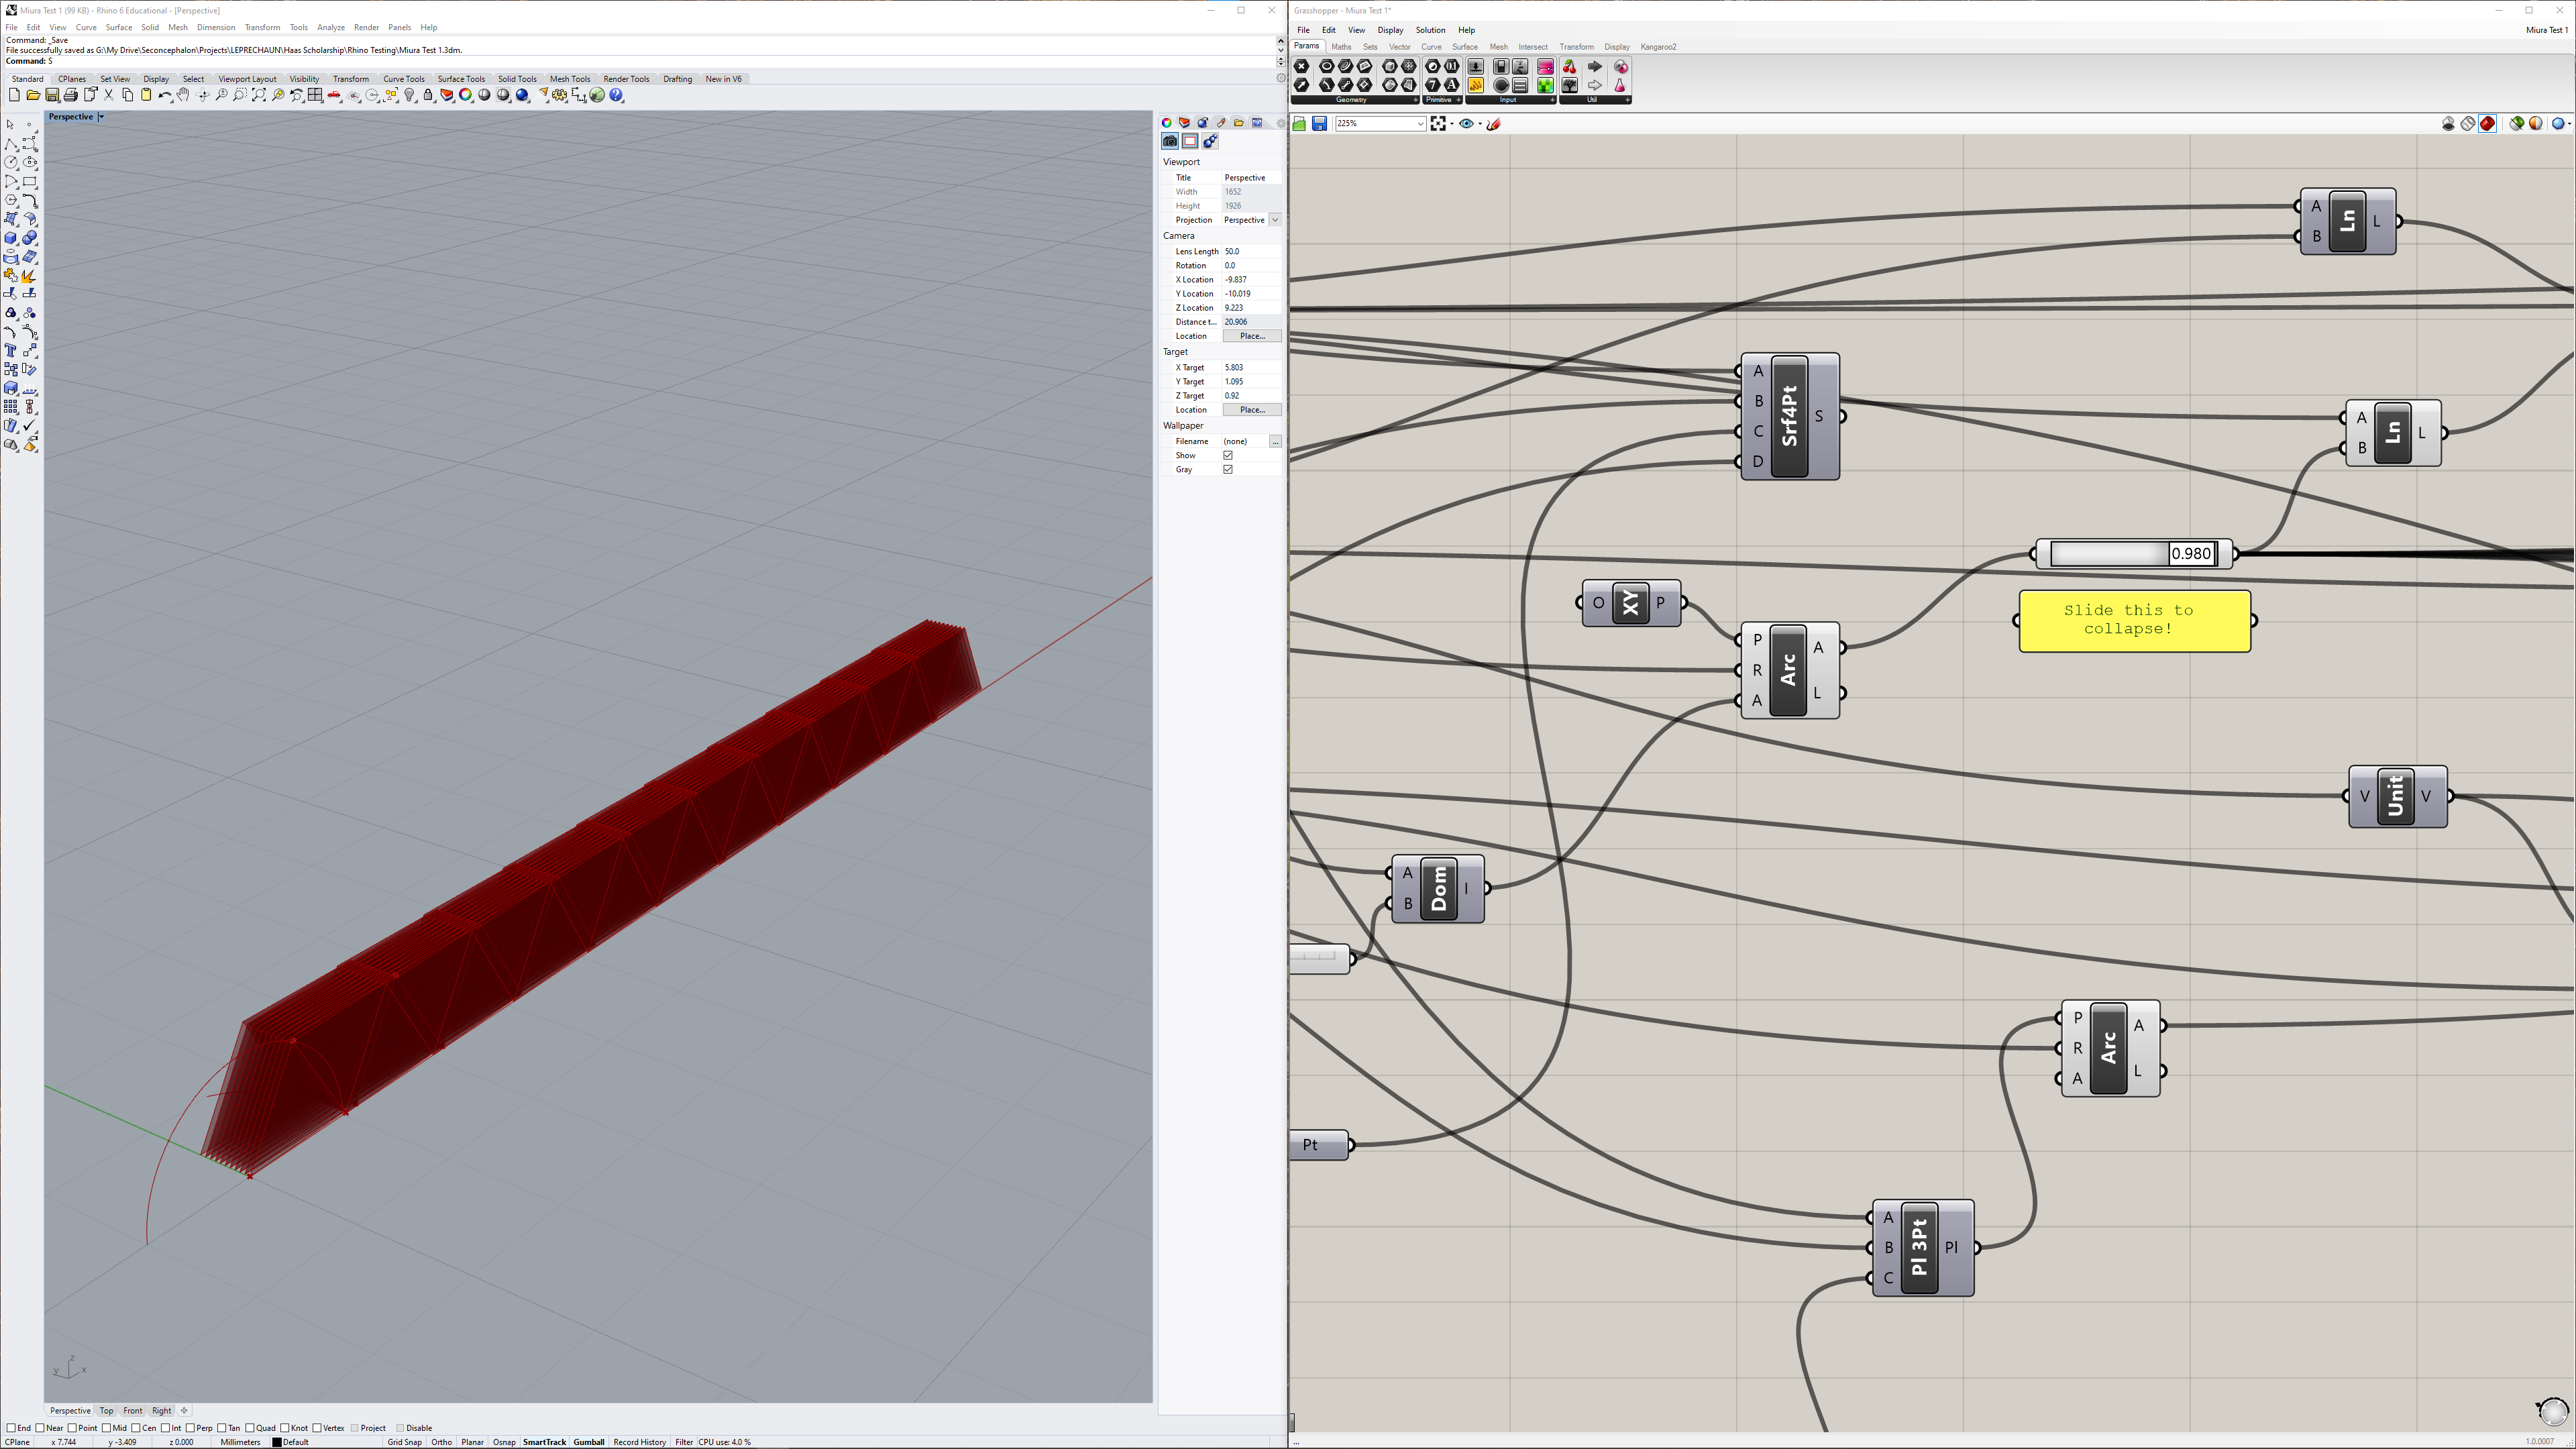 Miura Test 1 (99 KB) - Rhino 6 Educational - [Perspective]
File Edit View Curve Surface Solid Mesh Dimension Transform Tools Analyze Render Panels Help
Command: _Save
File successfully saved as G:\My Drive\Seconcephalon\Projects\LEPRECHAUN\Haas Scholarship\Rhino Testing\Miura Test 1.3dm.
Command: S
Standard CPlanes Set View Display Select Viewport Layout Visibility Transform Curve Tools Surface Tools Solid Tools Mesh Tools Render Tools Drafting New in V6
Perspective
Viewport
Title Perspective
Width 1652
Height 1926
Projection Perspective
Camera
Lens Length 50.0
Rotation 0.0
X Location -9.837
Y Location -10.019
Z Location 9.223
Distance t... 20.906
Location Place...
Target
X Target 5.803
Y Target 1.095
Z Target 0.92
Location Place...
Wallpaper
Filename (none) ...
Show
Gray
z
y x
Perspective Top Front Right
End Near Point Mid Cen Int Perp Tan Quad Knot Vertex Project Disable
CPlane x 7.744 y -3.409 z 0.000 Millimeters Default Grid Snap Ortho Planar Osnap SmartTrack Gumball Record History Filter CPU use: 4.0 %
Grasshopper - Miura Test 1*
File Edit View Display Solution Help Miura Test 1
Params Maths Sets Vector Curve Surface Mesh Intersect Transform Display Kangaroo2
Geometry Primitive Input Util
225%
A B Ln L
A B C D Srf4Pt S
A B Ln L
0.980
Slide this to
collapse!
O XY P
P R A Arc A L
V Unit V
A B Dom I
P R A Arc A L
Pt
A B C Pl 3Pt Pl
...
1.0.0007